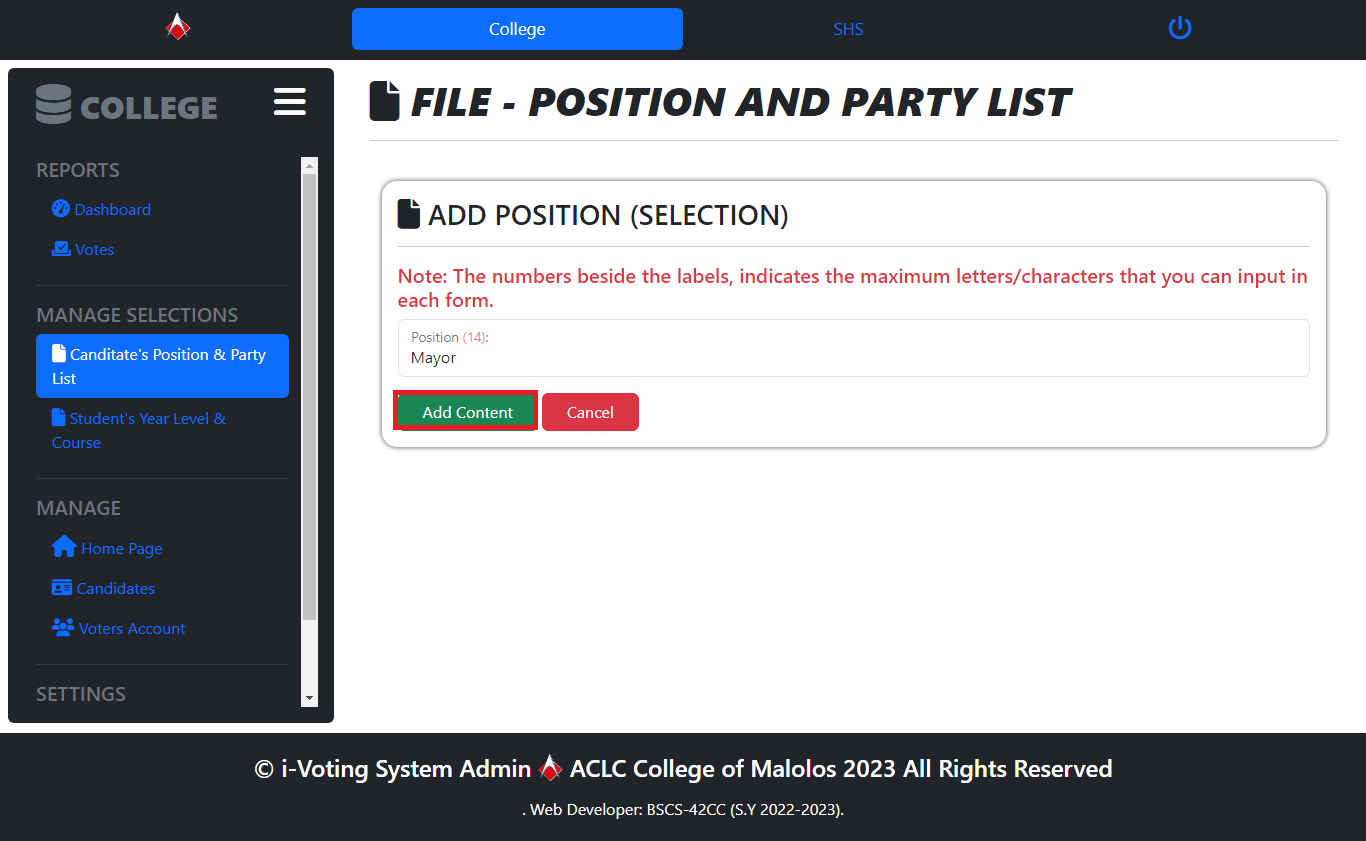 College
SHS
COLLEGE
REPORTS
Dashboard
Votes
MANAGE SELECTIONS
Canditate's Position & Party
List
Student's Year Level &
Course
MANAGE
Home Page
Candidates
Voters Account
SETTINGS
FILE - POSITION AND PARTY LIST
ADD POSITION (SELECTION)
Note: The numbers beside the labels, indicates the maximum letters/characters that you can input in
each form.
Position (14):
Mayor
Add Content
Cancel
© i-Voting System Admin ACLC College of Malolos 2023 All Rights Reserved
. Web Developer: BSCS-42CC (S.Y 2022-2023).